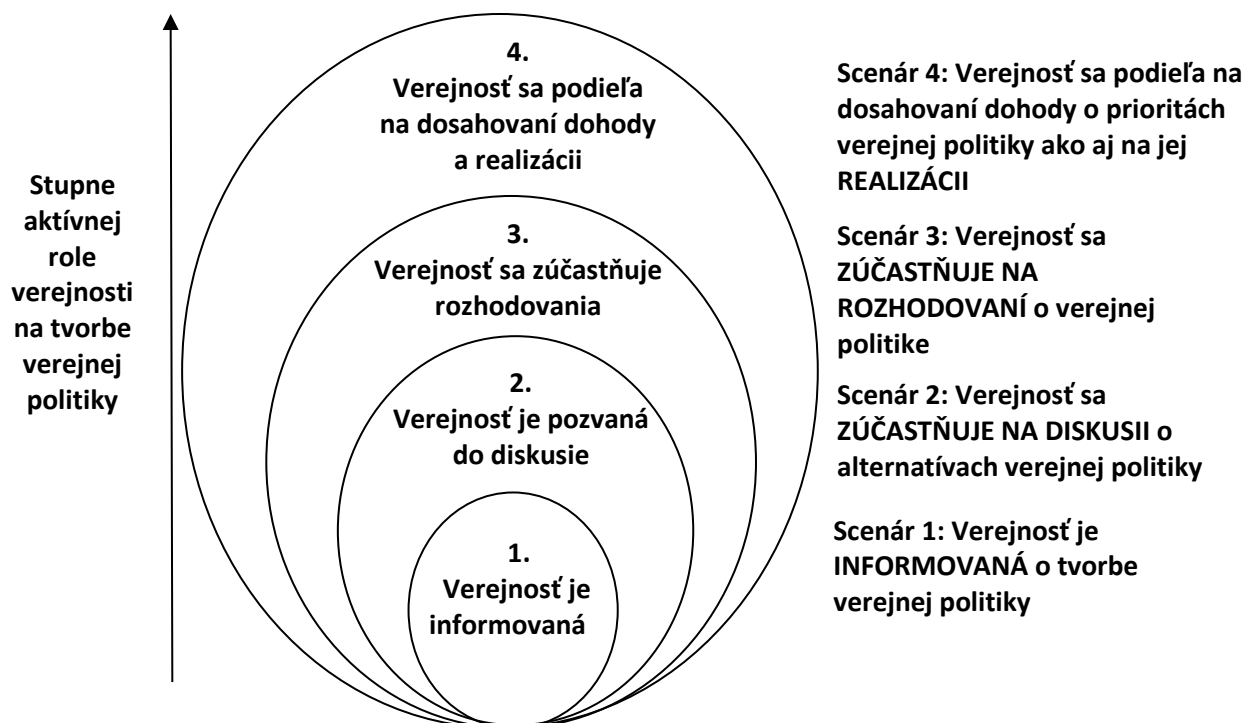 Stupne
aktívnej
role
verejnosti
na tvorbe
verejnej
politiky
4.
Verejnosť sa podieľa
na dosahovaní dohody
a realizácii
3.
Verejnosť sa zúčastňuje
rozhodovania
2.
Verejnosť je pozvaná
do diskusie
1.
Verejnosť je
informovaná
Scenár 4: Verejnosť sa podieľa na
dosahovaní dohody o prioritách
verejnej politiky ako aj na jej
REALIZÁCII
Scenár 3: Verejnosť sa
ZÚČASTŇUJE NA
ROZHODOVANÍ o verejnej
politike
Scenár 2: Verejnosť sa
ZÚČASTŇUJE NA DISKUSII o
alternatívach verejnej politiky
Scenár 1: Verejnosť je
INFORMOVANÁ o tvorbe
verejnej politiky